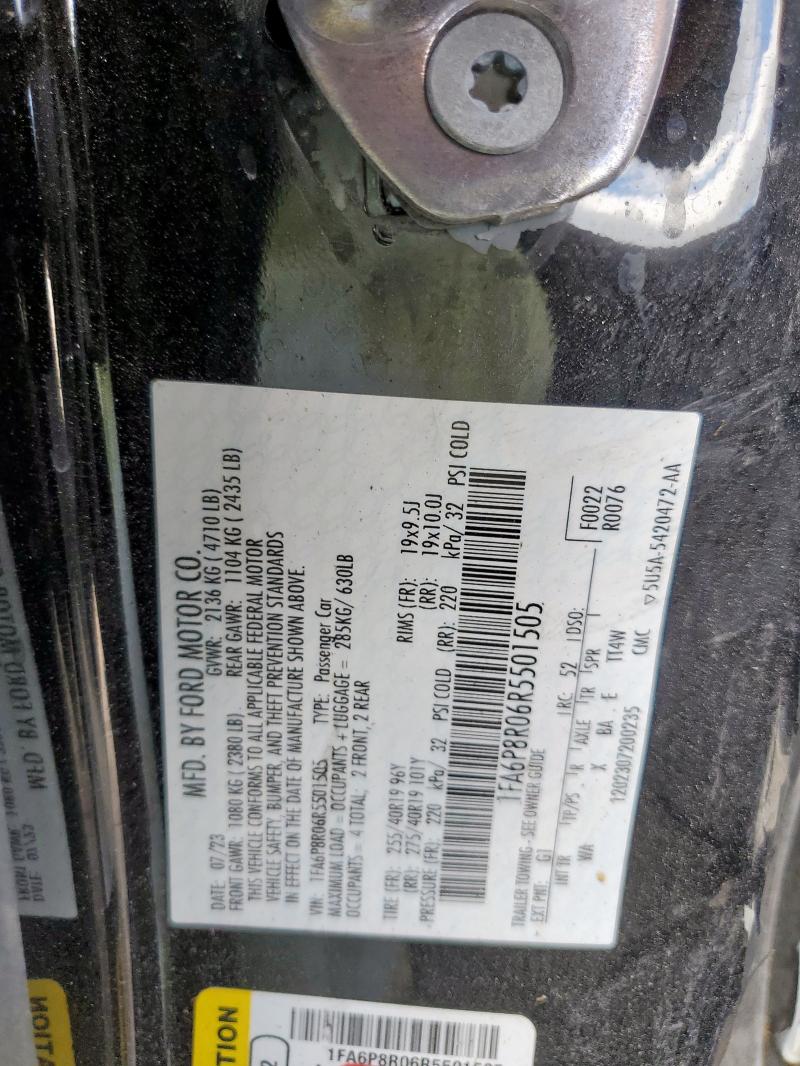 MFD. BY FORD MOTOR CO.
DATE: 07/23 GVWR: 2136 KG ( 4710 LB)
FRONT GAWR: 1080 KG ( 2380 LB) REAR GAWR: 1104 KG ( 2435 LB)
THIS VEHICLE CONFORMS TO ALL APPLICABLE FEDERAL MOTOR
VEHICLE SAFETY, BUMPER, AND THEFT PREVENTION STANDARDS
IN EFFECT ON THE DATE OF MANUFACTURE SHOWN ABOVE.
VIN: 1FA6P8R06R5501505 TYPE: Passenger Car
MAXIMUM LOAD = OCCUPANTS + LUGGAGE = 285KG/ 630LB
OCCUPANTS = 4 TOTAL: 2 FRONT, 2 REAR
TIRE (FR): 255/40R19 96Y RIMS (FR): 19x9.5J
(RR): 275/40R19 101Y (RR): 19x10.0J
PRESSURE (FR): 220 kPa/ 32 PSI COLD (RR): 220 kPa/ 32 PSI COLD
1FA6P8R06R5501505
TRAILER TOWING - SEE OWNER GUIDE
EXT PNT: G1 RC: 52 DSO: F0022
R0076
INT TR TP/PS R AXLE TR SPR
WA X BA E TT4W
1202307200235 CMC ▽5U5A-5420472-AA
TION
1FA6P8R06R5501505